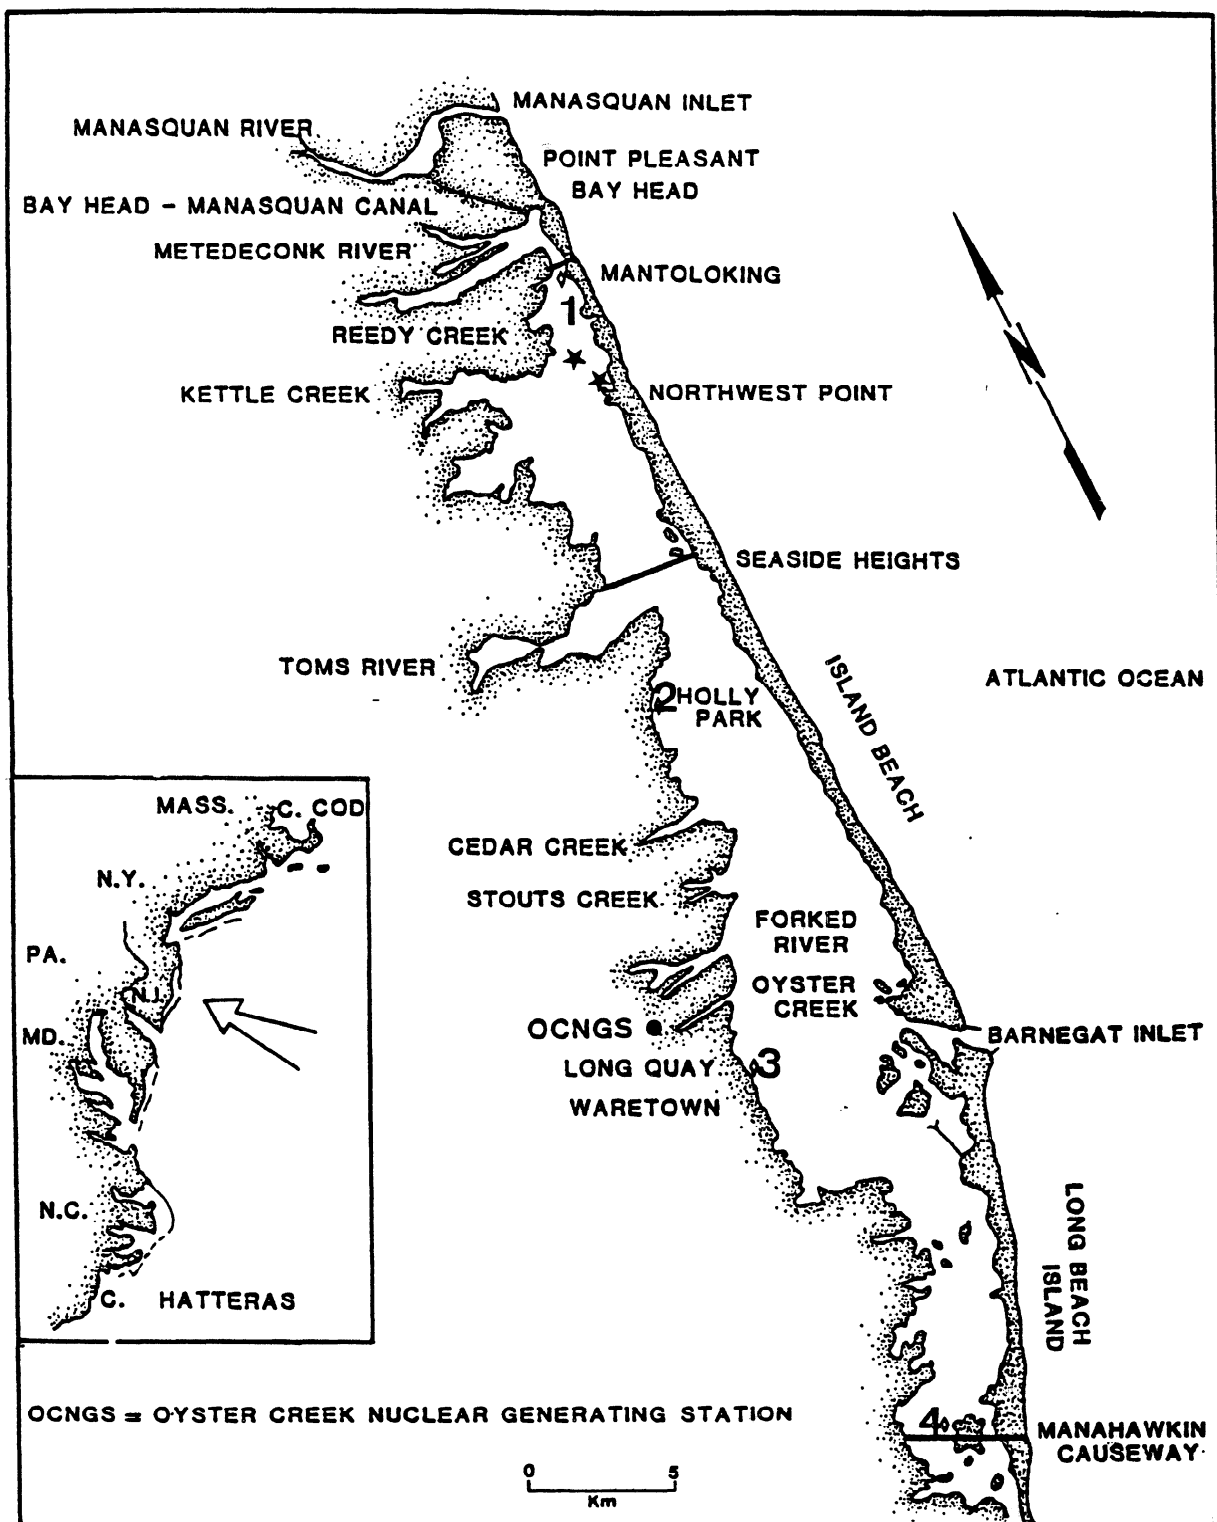 MANASQUAN INLET
MANASQUAN RIVER
POINT PLEASANT
BAY HEAD
BAY HEAD - MANASQUAN CANAL
METEDECONK RIVER
MANTOLOKING
1
REEDY CREEK
KETTLE CREEK
NORTHWEST POINT
SEASIDE HEIGHTS
TOMS RIVER
ISLAND BEACH
ATLANTIC OCEAN
2
HOLLY
PARK
MASS.
C. COD
N.Y.
PA.
N.J.
MD.
N.C.
C. HATTERAS
CEDAR CREEK
STOUTS CREEK
FORKED
RIVER
OYSTER
CREEK
OCNGS
BARNEGAT INLET
LONG QUAY
3
WARETOWN
LONG BEACH
ISLAND
OCNGS = OYSTER CREEK NUCLEAR GENERATING STATION
4
MANAHAWKIN
CAUSEWAY
0 5
Km